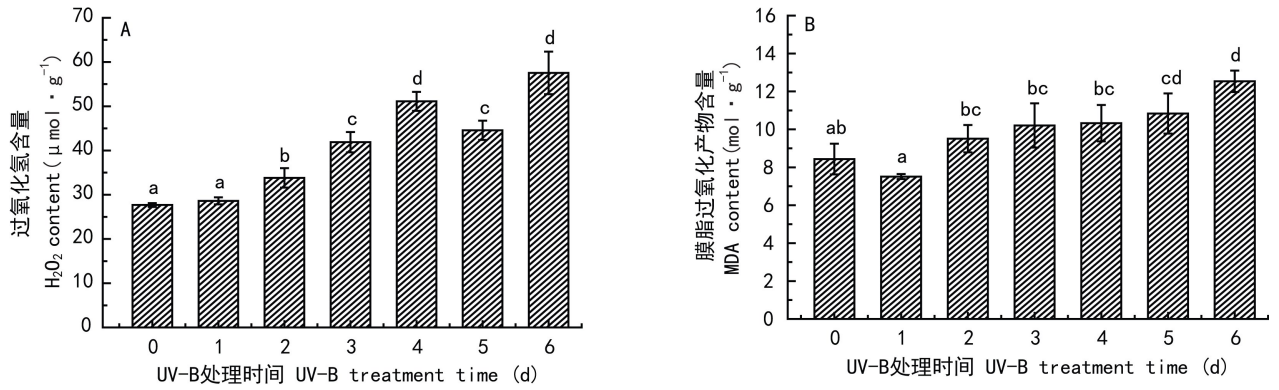 A
70
60
50
40
30
20
10
0
过氧化氢含量
H₂O₂ content(μmol·g⁻¹)
a a b c d c d
0 1 2 3 4 5 6
UV-B处理时间 UV-B treatment time (d)
B
16
14
12
10
8
6
4
2
0
膜脂过氧化产物含量
MDA content(mol·g⁻¹)
ab a bc bc bc cd d
0 1 2 3 4 5 6
UV-B处理时间 UV-B treatment time (d)